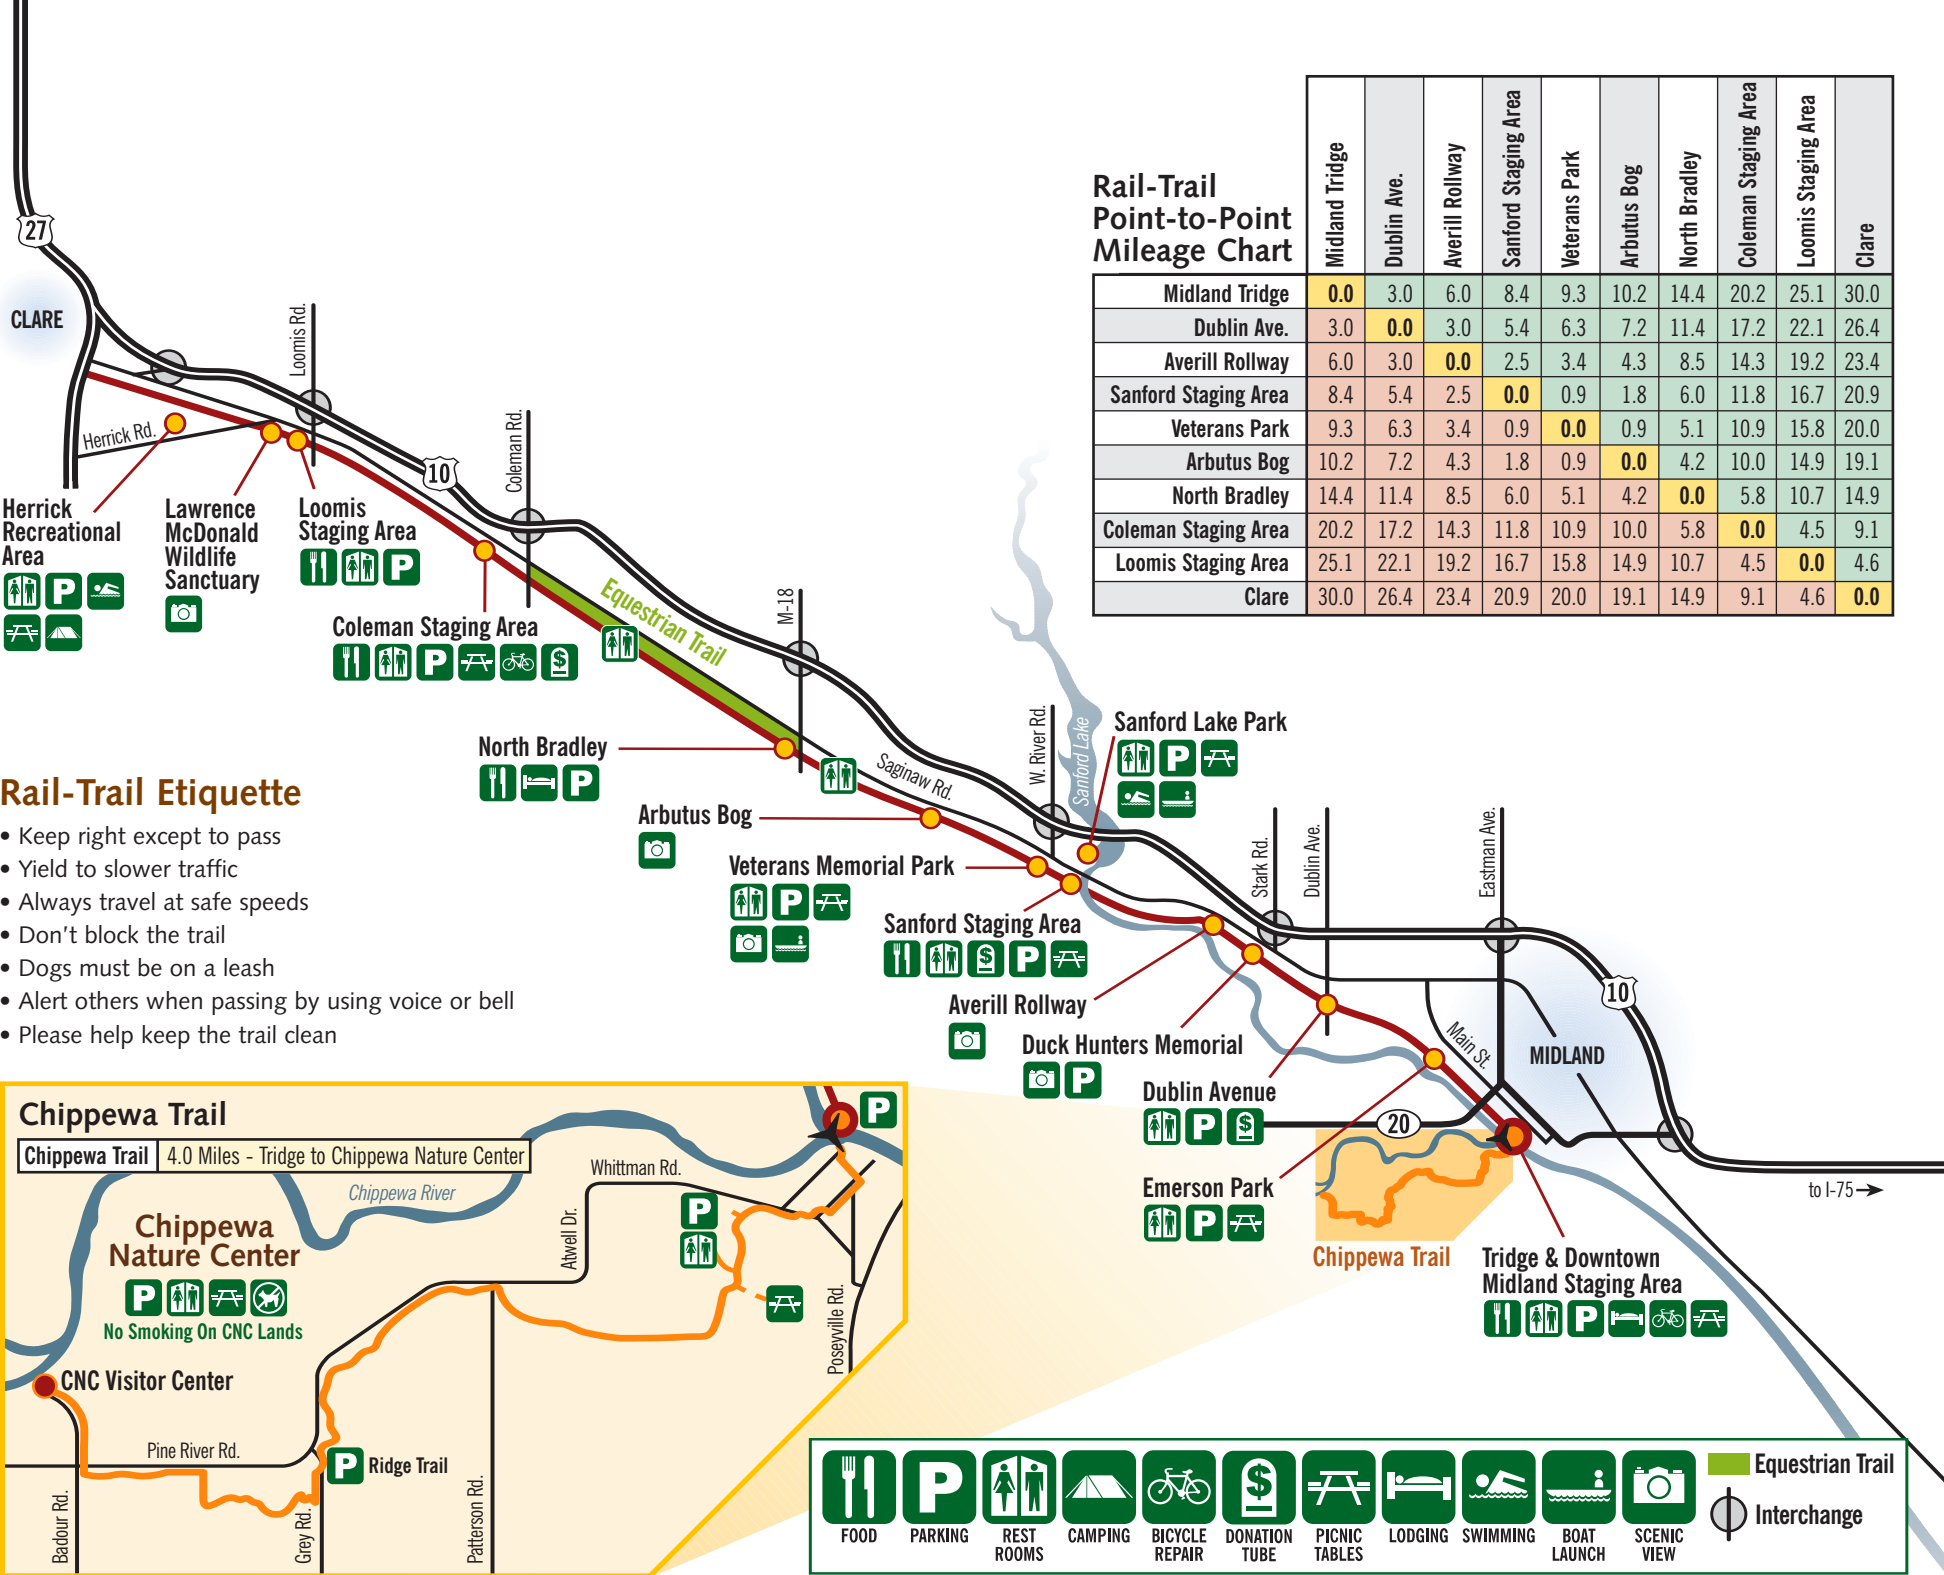 27
CLARE
Herrick Rd.
Loomis Rd.
Coleman Rd.
10
Herrick
Recreational
Area
P
Lawrence
McDonald
Wildlife
Sanctuary
Loomis
Staging Area
P
Coleman Staging Area
P
$
Equestrian Trail
M-18
North Bradley
P
Saginaw Rd.
Arbutus Bog
Veterans Memorial Park
P
Sanford Staging Area
$
P
W. River Rd.
Sanford Lake
Sanford Lake Park
P
Averill Rollway
Duck Hunters Memorial
P
Stark Rd.
Dublin Ave.
Eastman Ave.
Dublin Avenue
P
$
20
Emerson Park
P
Main St.
MIDLAND
10
to I-75
Chippewa Trail
Tridge & Downtown
Midland Staging Area
P
Rail-Trail
Point-to-Point
Mileage Chart
Midland Tridge
Dublin Ave.
Averill Rollway
Sanford Staging Area
Veterans Park
Arbutus Bog
North Bradley
Coleman Staging Area
Loomis Staging Area
Clare
Midland Tridge 0.0 3.0 6.0 8.4 9.3 10.2 14.4 20.2 25.1 30.0
Dublin Ave. 3.0 0.0 3.0 5.4 6.3 7.2 11.4 17.2 22.1 26.4
Averill Rollway 6.0 3.0 0.0 2.5 3.4 4.3 8.5 14.3 19.2 23.4
Sanford Staging Area 8.4 5.4 2.5 0.0 0.9 1.8 6.0 11.8 16.7 20.9
Veterans Park 9.3 6.3 3.4 0.9 0.0 0.9 5.1 10.9 15.8 20.0
Arbutus Bog 10.2 7.2 4.3 1.8 0.9 0.0 4.2 10.0 14.9 19.1
North Bradley 14.4 11.4 8.5 6.0 5.1 4.2 0.0 5.8 10.7 14.9
Coleman Staging Area 20.2 17.2 14.3 11.8 10.9 10.0 5.8 0.0 4.5 9.1
Loomis Staging Area 25.1 22.1 19.2 16.7 15.8 14.9 10.7 4.5 0.0 4.6
Clare 30.0 26.4 23.4 20.9 20.0 19.1 14.9 9.1 4.6 0.0
Rail-Trail Etiquette
• Keep right except to pass
• Yield to slower traffic
• Always travel at safe speeds
• Don't block the trail
• Dogs must be on a leash
• Alert others when passing by using voice or bell
• Please help keep the trail clean
Chippewa Trail
Chippewa Trail 4.0 Miles - Tridge to Chippewa Nature Center
P
Chippewa River
Whittman Rd.
Chippewa
Nature Center
P
No Smoking On CNC Lands
P
Atwell Dr.
Poseyville Rd.
CNC Visitor Center
Pine River Rd.
P Ridge Trail
Badour Rd.
Grey Rd.
Patterson Rd.
P
$
FOOD
PARKING
REST
ROOMS
CAMPING
BICYCLE
REPAIR
DONATION
TUBE
PICNIC
TABLES
LODGING
SWIMMING
BOAT
LAUNCH
SCENIC
VIEW
Equestrian Trail
Interchange